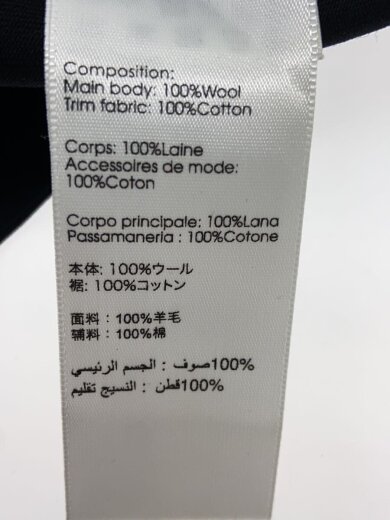 Composition:
Main body: 100%Wool
Trim fabric: 100%Cotton
Corps: 100%Laine
Accessoires de mode:
100%Coton
Corpo principale: 100%Lana
Passamaneria : 100%Cotone
本体: 100%ウール
裾: 100%コットン
面料：100%羊毛
辅料：100%棉
100%صوف : الجسم الرئيسي
100%قطن : النسيج تقليم